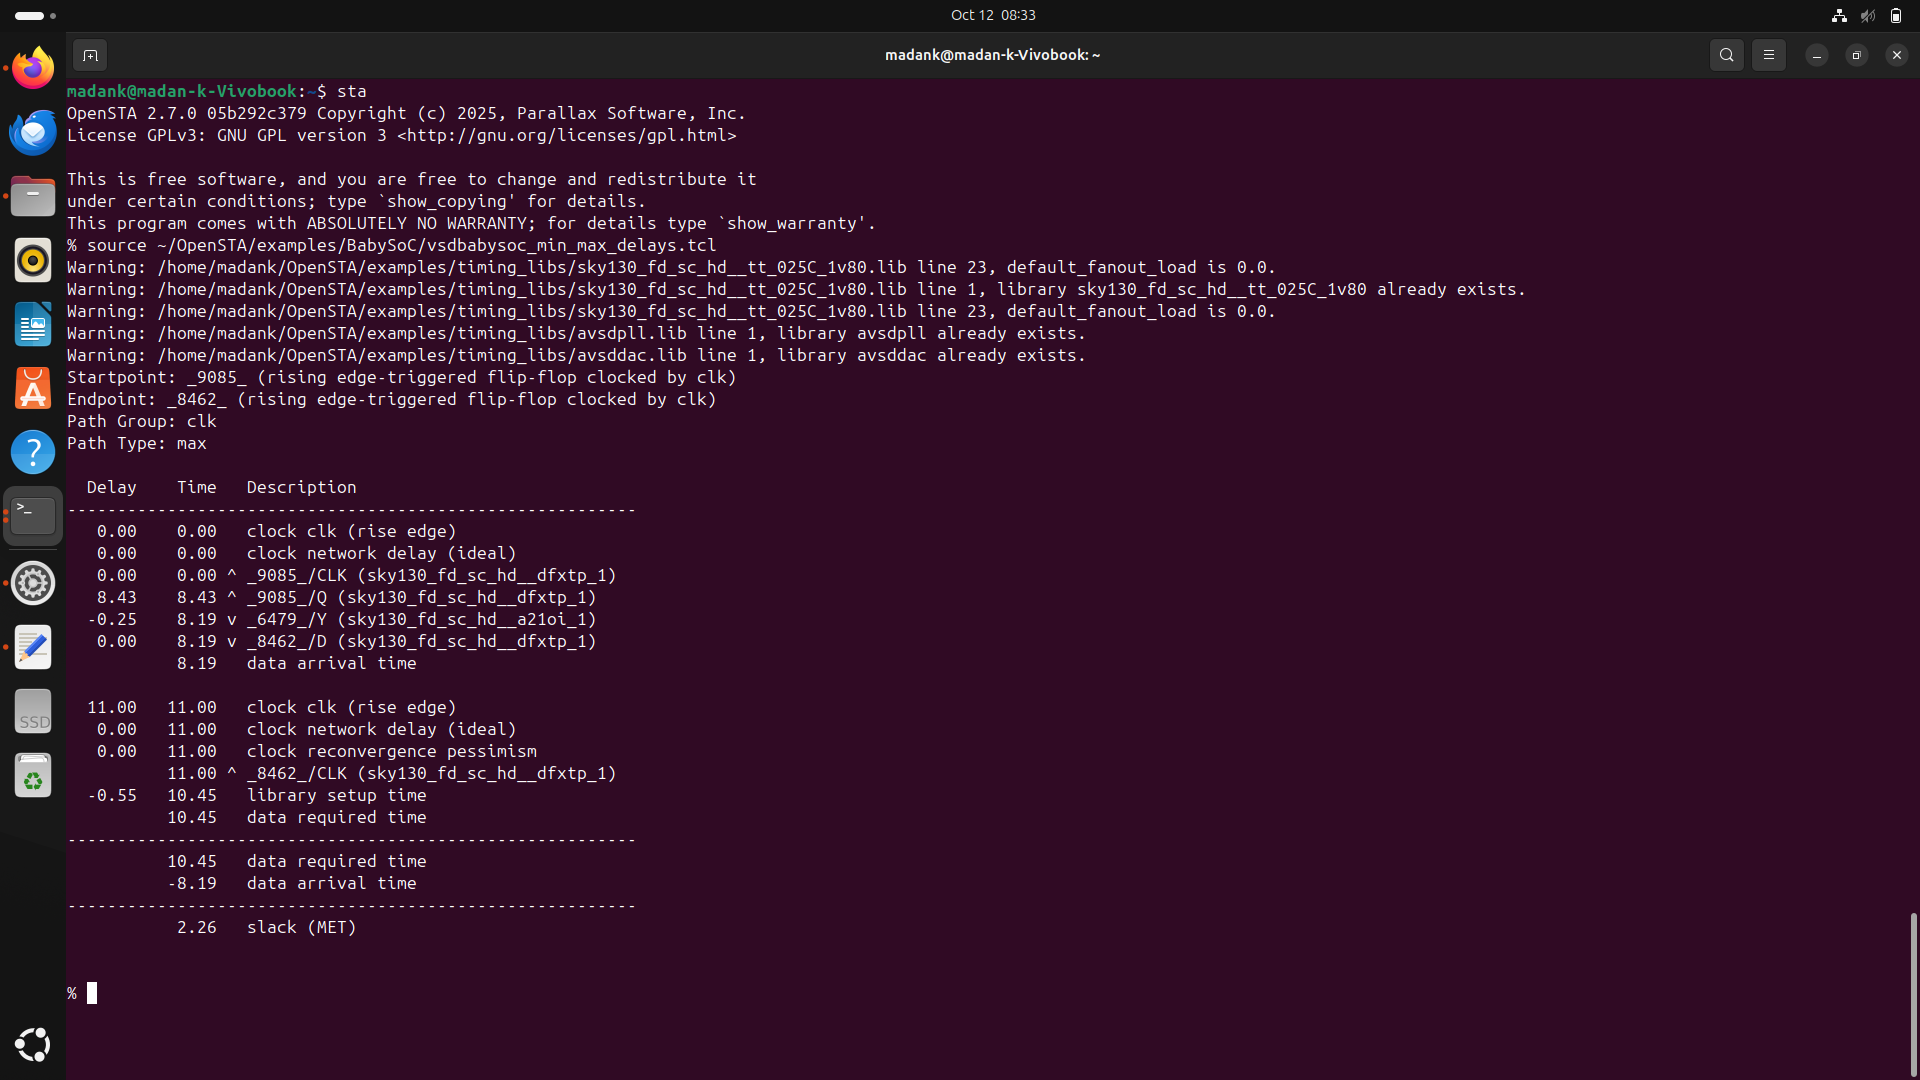 Oct 12 08:33
madank@madan-k-Vivobook: ~
madank@madan-k-Vivobook:~$ sta
OpenSTA 2.7.0 05b292c379 Copyright (c) 2025, Parallax Software, Inc.
License GPLv3: GNU GPL version 3 <http://gnu.org/licenses/gpl.html>

This is free software, and you are free to change and redistribute it
under certain conditions; type `show_copying' for details.
This program comes with ABSOLUTELY NO WARRANTY; for details type `show_warranty'.
% source ~/OpenSTA/examples/BabySoC/vsdbabysoc_min_max_delays.tcl
Warning: /home/madank/OpenSTA/examples/timing_libs/sky130_fd_sc_hd__tt_025C_1v80.lib line 23, default_fanout_load is 0.0.
Warning: /home/madank/OpenSTA/examples/timing_libs/sky130_fd_sc_hd__tt_025C_1v80.lib line 1, library sky130_fd_sc_hd__tt_025C_1v80 already exists.
Warning: /home/madank/OpenSTA/examples/timing_libs/sky130_fd_sc_hd__tt_025C_1v80.lib line 23, default_fanout_load is 0.0.
Warning: /home/madank/OpenSTA/examples/timing_libs/avsdpll.lib line 1, library avsdpll already exists.
Warning: /home/madank/OpenSTA/examples/timing_libs/avsddac.lib line 1, library avsddac already exists.
Startpoint: _9085_ (rising edge-triggered flip-flop clocked by clk)
Endpoint: _8462_ (rising edge-triggered flip-flop clocked by clk)
Path Group: clk
Path Type: max

  Delay    Time   Description
---------------------------------------------------------
   0.00    0.00   clock clk (rise edge)
   0.00    0.00   clock network delay (ideal)
   0.00    0.00 ^ _9085_/CLK (sky130_fd_sc_hd__dfxtp_1)
   8.43    8.43 ^ _9085_/Q (sky130_fd_sc_hd__dfxtp_1)
  -0.25    8.19 v _6479_/Y (sky130_fd_sc_hd__a21oi_1)
   0.00    8.19 v _8462_/D (sky130_fd_sc_hd__dfxtp_1)
           8.19   data arrival time

  11.00   11.00   clock clk (rise edge)
   0.00   11.00   clock network delay (ideal)
   0.00   11.00   clock reconvergence pessimism
          11.00 ^ _8462_/CLK (sky130_fd_sc_hd__dfxtp_1)
  -0.55   10.45   library setup time
          10.45   data required time
---------------------------------------------------------
          10.45   data required time
          -8.19   data arrival time
---------------------------------------------------------
           2.26   slack (MET)

%
SSD